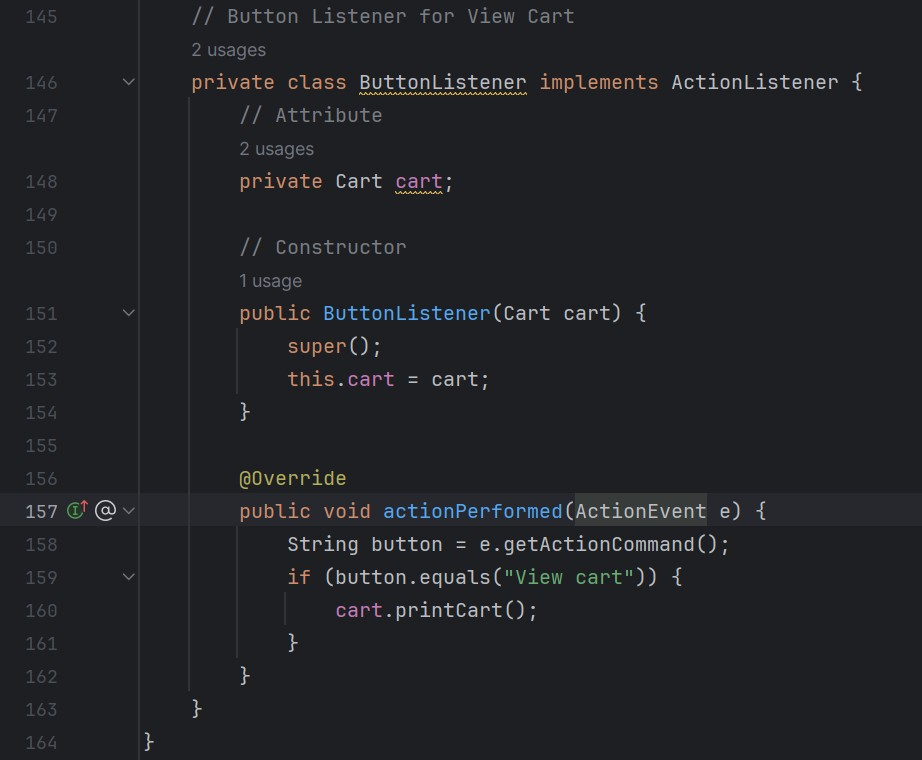 145 // Button Listener for View Cart
2 usages
146 private class ButtonListener implements ActionListener {
147 // Attribute
2 usages
148 private Cart cart;
149
150 // Constructor
1 usage
151 public ButtonListener(Cart cart) {
152 super();
153 this.cart = cart;
154 }
155
156 @Override
157 public void actionPerformed(ActionEvent e) {
158 String button = e.getActionCommand();
159 if (button.equals("View cart")) {
160 cart.printCart();
161 }
162 }
163 }
164 }